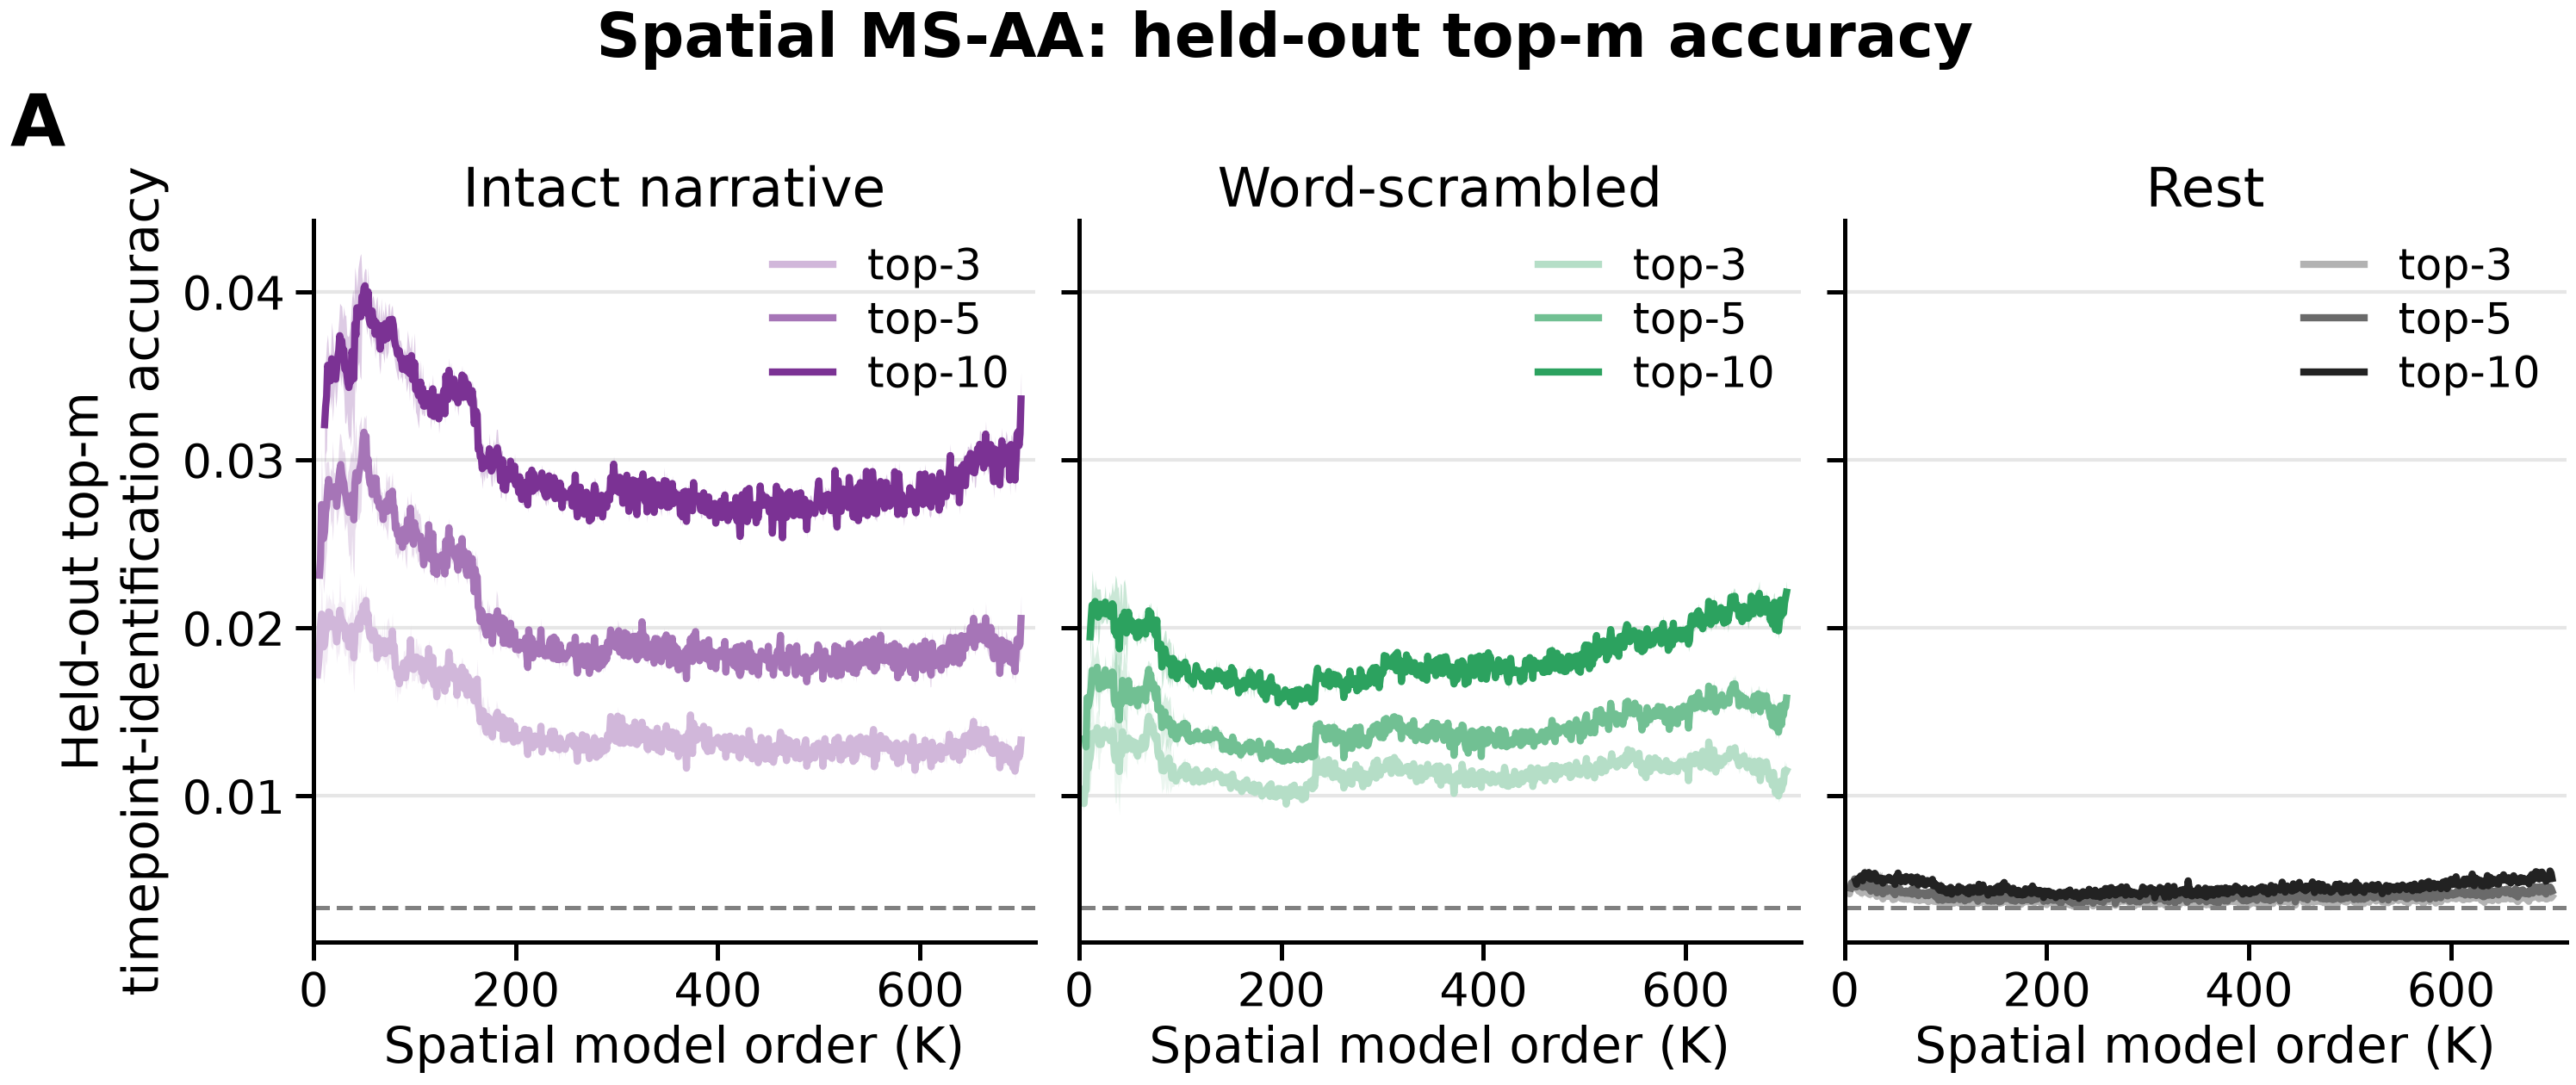 Spatial MS-AA: held-out top-m accuracy
A
Held-out top-m
timepoint-identification accuracy
Intact narrative
top-3
top-5
top-10
0.04
0.03
0.02
0.01
0
200
400
600
Spatial model order (K)
Word-scrambled
top-3
top-5
top-10
0
200
400
600
Spatial model order (K)
Rest
top-3
top-5
top-10
0
200
400
600
Spatial model order (K)